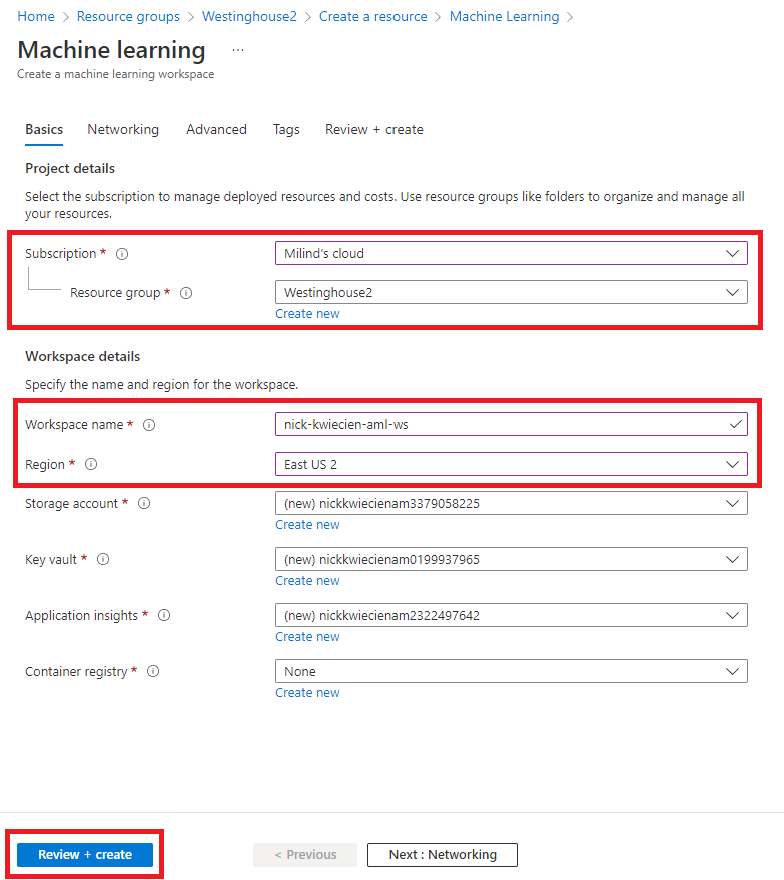 Home > Resource groups > Westinghouse2 > Create a resource > Machine Learning >
Machine learning ...
Create a machine learning workspace
Basics Networking Advanced Tags Review + create
Project details
Select the subscription to manage deployed resources and costs. Use resource groups like folders to organize and manage all
your resources.
Subscription * Milind's cloud
Resource group * Westinghouse2
Create new
Workspace details
Specify the name and region for the workspace.
Workspace name * nick-kwiecien-aml-ws
Region * East US 2
Storage account * (new) nickkwiecienam3379058225
Create new
Key vault * (new) nickkwiecienam0199937965
Create new
Application insights * (new) nickkwiecienam2322497642
Create new
Container registry * None
Create new
Review + create < Previous Next : Networking